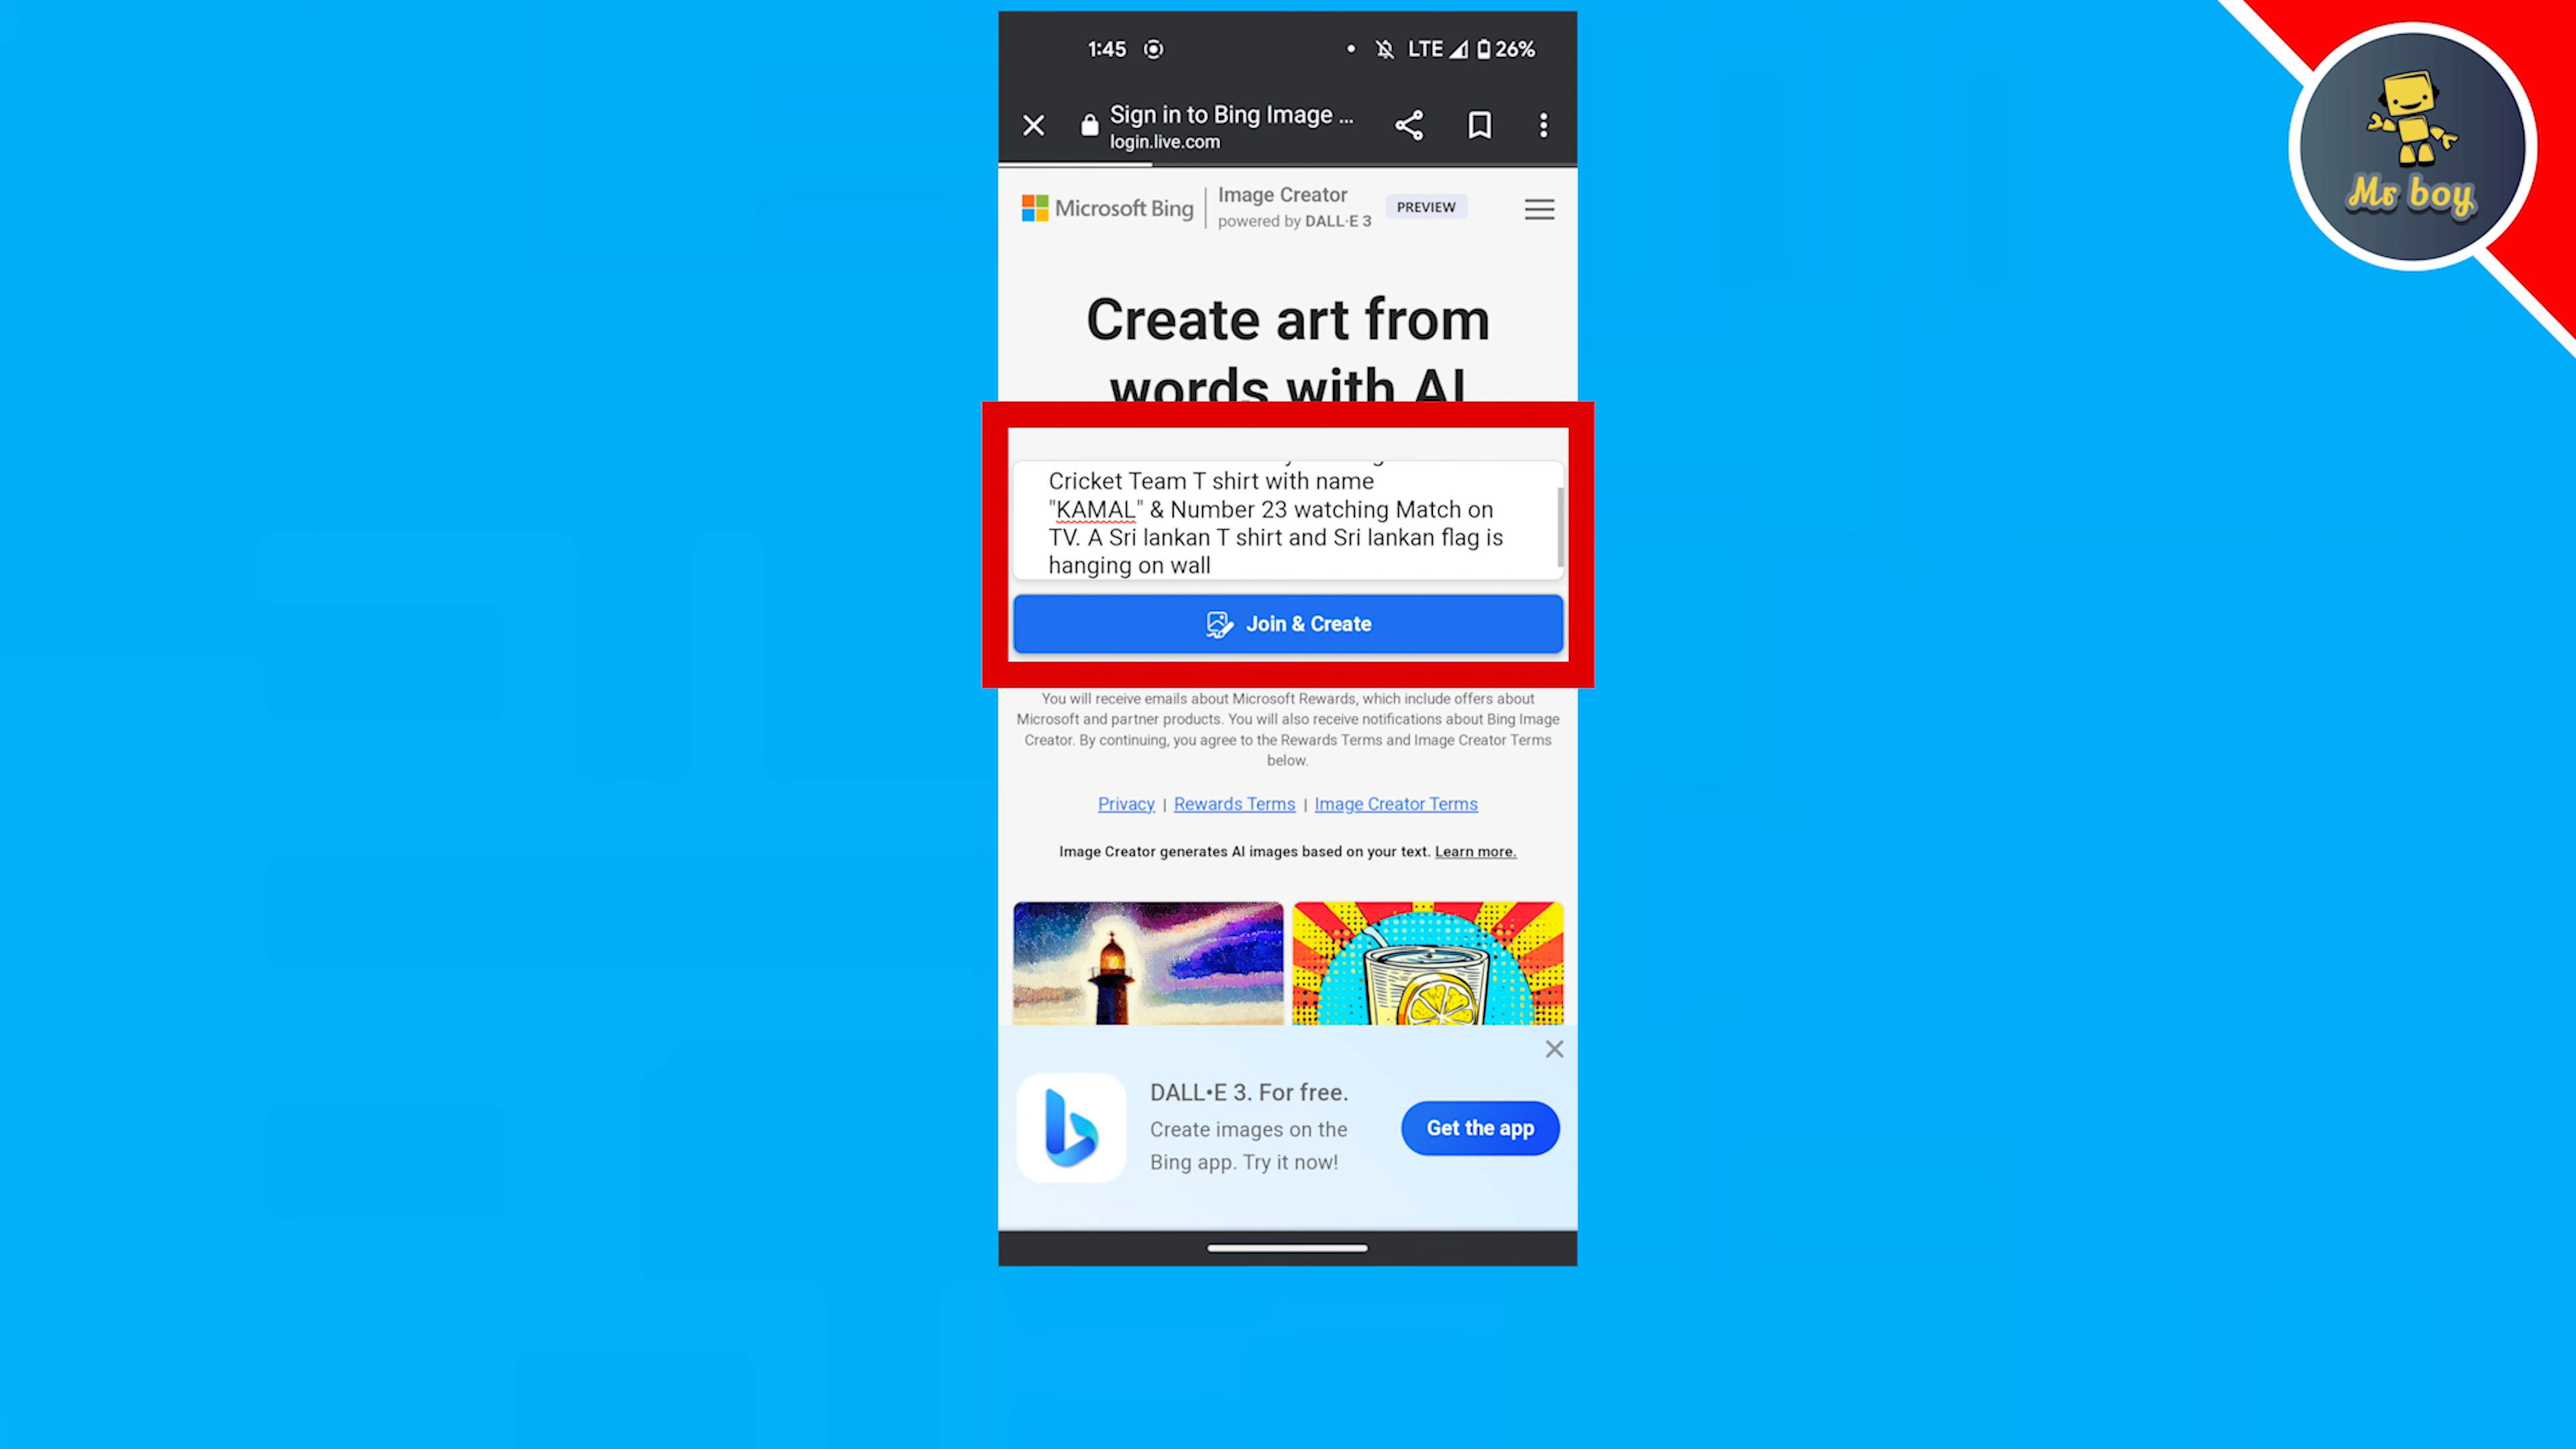 1:45
LTE 26%
Sign in to Bing Image ...
login.live.com
Ms boy
Microsoft Bing
Image Creator
powered by DALL·E 3
PREVIEW
Create art from
words with AI
Cricket Team T shirt with name
"KAMAL" & Number 23 watching Match on
TV. A Sri lankan T shirt and Sri lankan flag is
hanging on wall
Join & Create
You will receive emails about Microsoft Rewards, which include offers about
Microsoft and partner products. You will also receive notifications about Bing Image
Creator. By continuing, you agree to the Rewards Terms and Image Creator Terms
below.
Privacy | Rewards Terms | Image Creator Terms
Image Creator generates AI images based on your text. Learn more.
DALL•E 3. For free.
Create images on the
Bing app. Try it now!
Get the app